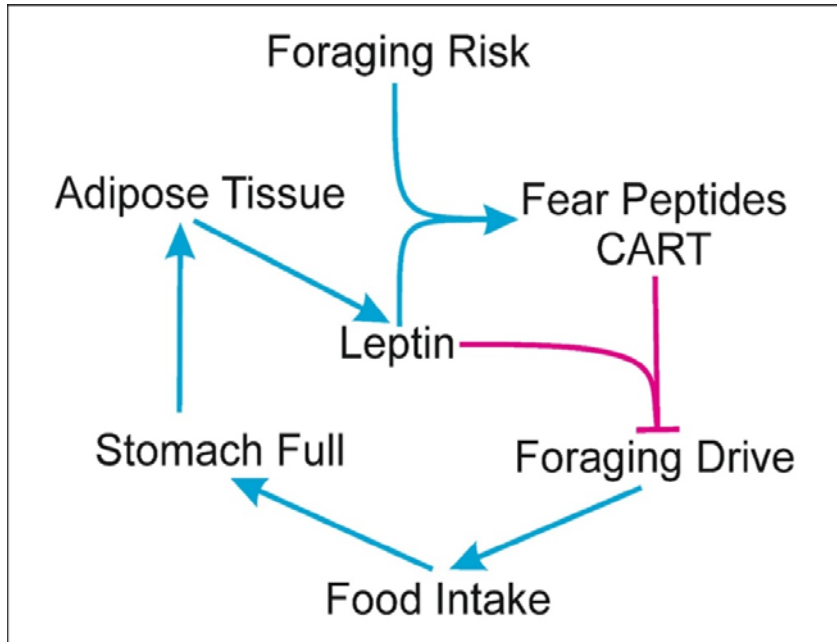 Foraging Risk
Adipose Tissue
Fear Peptides
CART
Leptin
Stomach Full
Foraging Drive
Food Intake